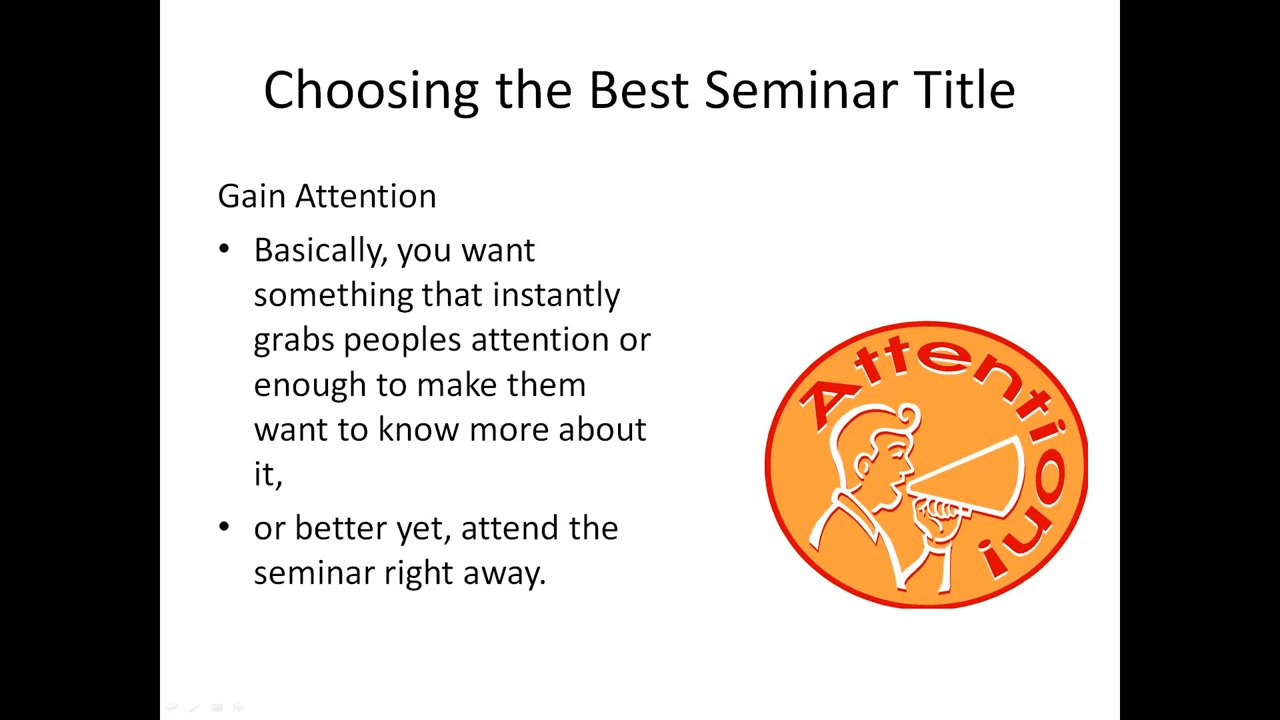 Choosing the Best Seminar Title
Gain Attention
• Basically, you want
something that instantly
grabs peoples attention or
enough to make them
want to know more about
it,
• or better yet, attend the
seminar right away.
Attention!